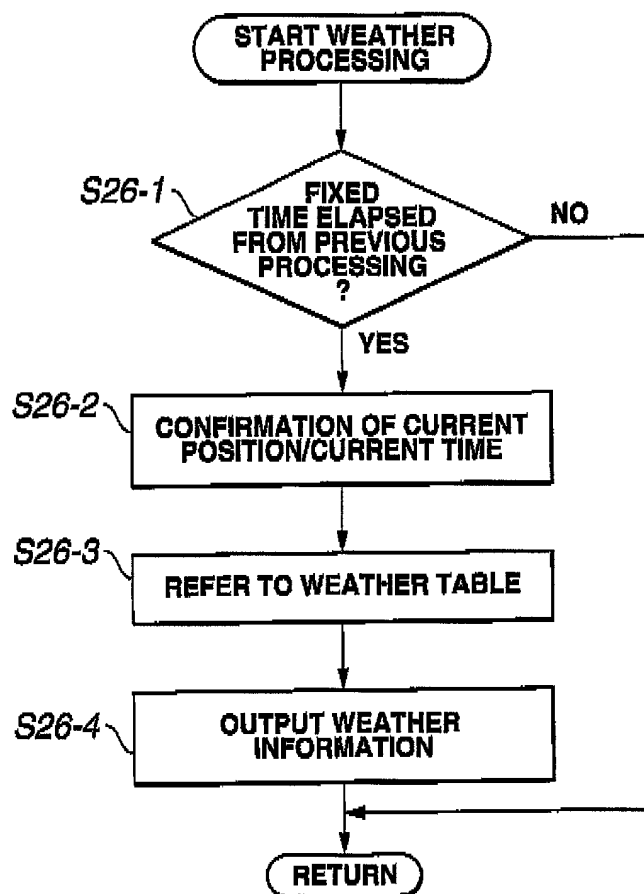 START WEATHER
PROCESSING
S26-1
FIXED
TIME ELAPSED
FROM PREVIOUS
PROCESSING
?
NO
YES
S26-2
CONFIRMATION OF CURRENT
POSITION/CURRENT TIME
S26-3
REFER TO WEATHER TABLE
S26-4
OUTPUT WEATHER
INFORMATION
RETURN